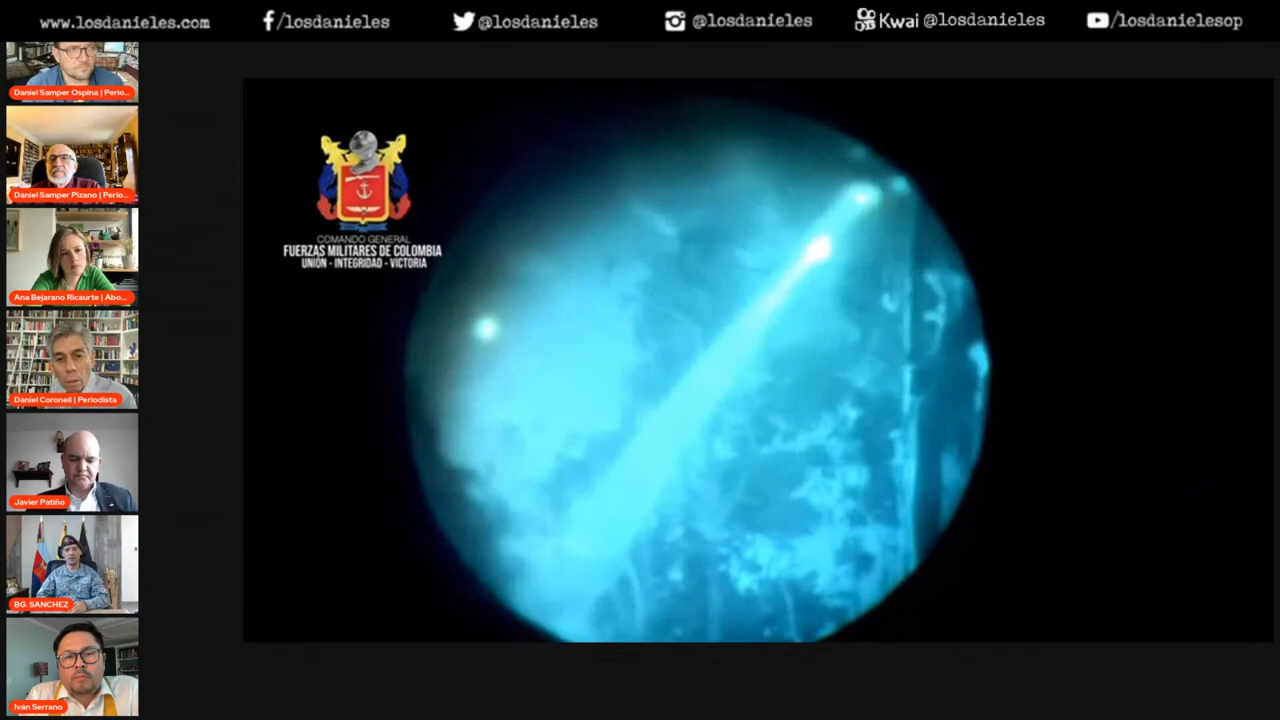 www.losdanieles.com
/losdanieles
@losdanieles
@losdanieles
Kwai @losdanieles
/losdanielesop
Daniel Samper Ospina | Perio...
Daniel Samper Pizano | Perio...
Ana Bejarano Ricaurte | Abo...
Daniel Coronell | Periodista
Javier Patiño
BG. SANCHEZ
Iván Serrano
COMANDO GENERAL
FUERZAS MILITARES DE COLOMBIA
UNIÓN - INTEGRIDAD - VICTORIA